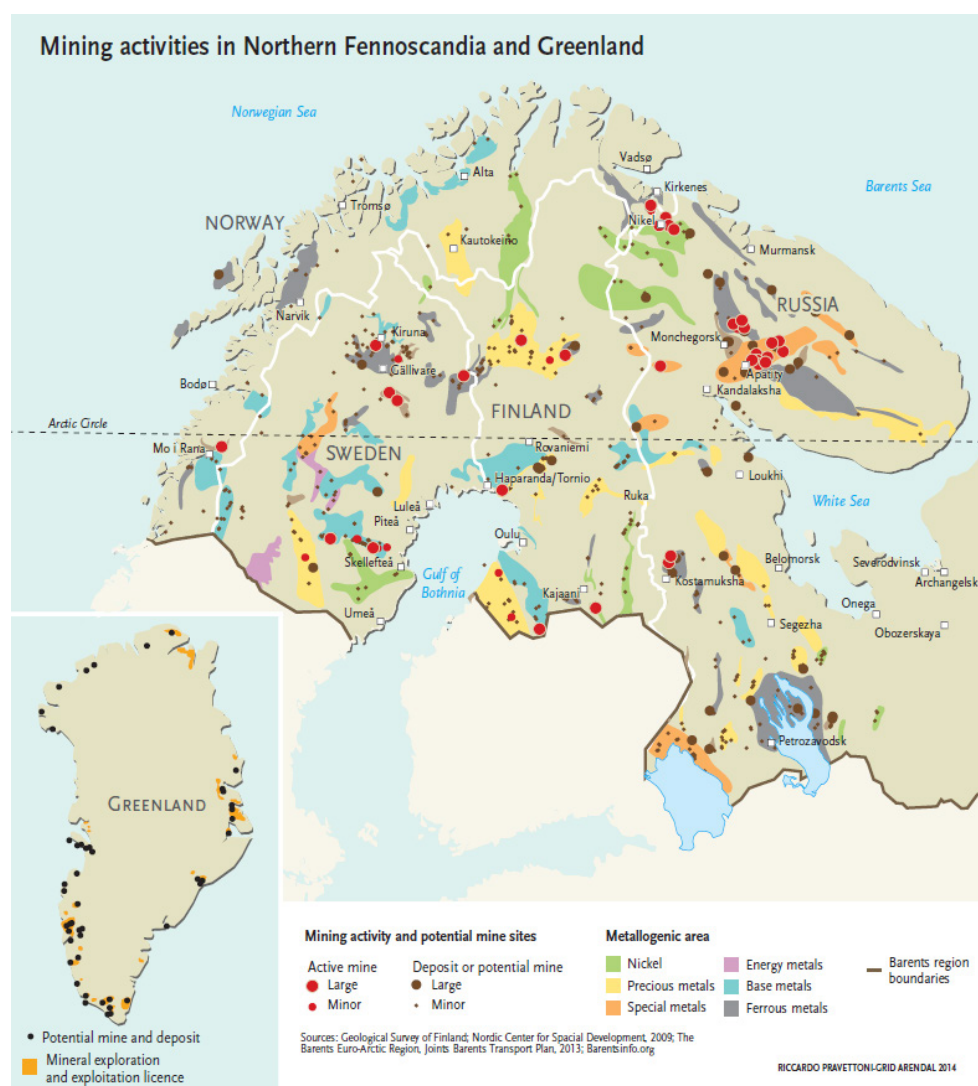 Mining activities in Northern Fennoscandia and Greenland
Norwegian Sea
Vadsø
Alta
Kirkenes
Barents Sea
Tromsø
Nikel
NORWAY
Kautokeino
Murmansk
RUSSIA
Narvik
Kiruna
Monchegorsk
Gällivare
Apatity
Bodø
Kandalaksha
FINLAND
Arctic Circle
Mo i Rana
Rovaniemi
SWEDEN
Loukhi
Haparanda/Tornio
Ruka
White Sea
Luleå
Piteå
Oulu
Skellefteå
Belomorsk
Severodvinsk
Gulf of
Bothnia
Kostamuksha
Archangelsk
Kajaani
Onega
Umeå
Segezha
Obozerskaya
Petrozavodsk
GREENLAND
Mining activity and potential mine sites
Active mine
Large
Minor
Deposit or potential mine
Large
Minor
Metallogenic area
Nickel
Precious metals
Special metals
Energy metals
Base metals
Ferrous metals
Barents region
boundaries
Potential mine and deposit
Mineral exploration
and exploitation licence
Sources: Geological Survey of Finland; Nordic Center for Spacial Development, 2009; The
Barents Euro-Arctic Region, Joints Barents Transport Plan, 2013; Barentsinfo.org
RICCARDO PRAVETTONI-GRID ARENDAL 2014